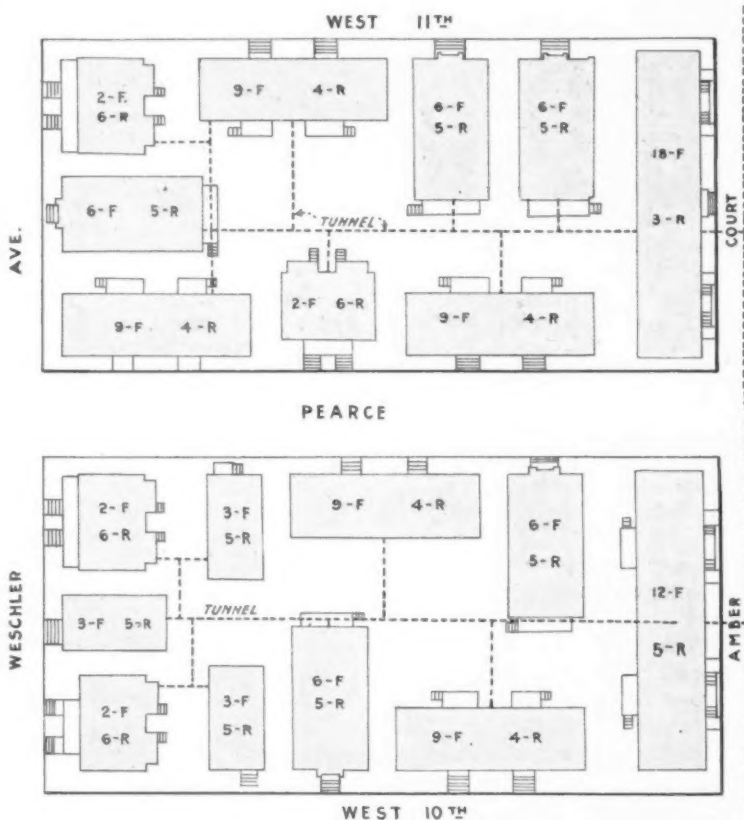 WEST 11TH
2-F.
6-R
9-F 4-R
6-F
5-R
6-F
5-R
18-F
3-R
6-F 5-R
TUNNEL
AVE.
COURT
9-F 4-R
2-F 6-R
9-F 4-R
PEARCE
2-F
6-R
3-F
5-R
9-F 4-R
6-F
5-R
12-F
5-R
WESCHLER
3-F 5-R
TUNNEL
AMBER
2-F
6-R
3-F
5-R
6-F
5-R
9-F 4-R
WEST 10TH